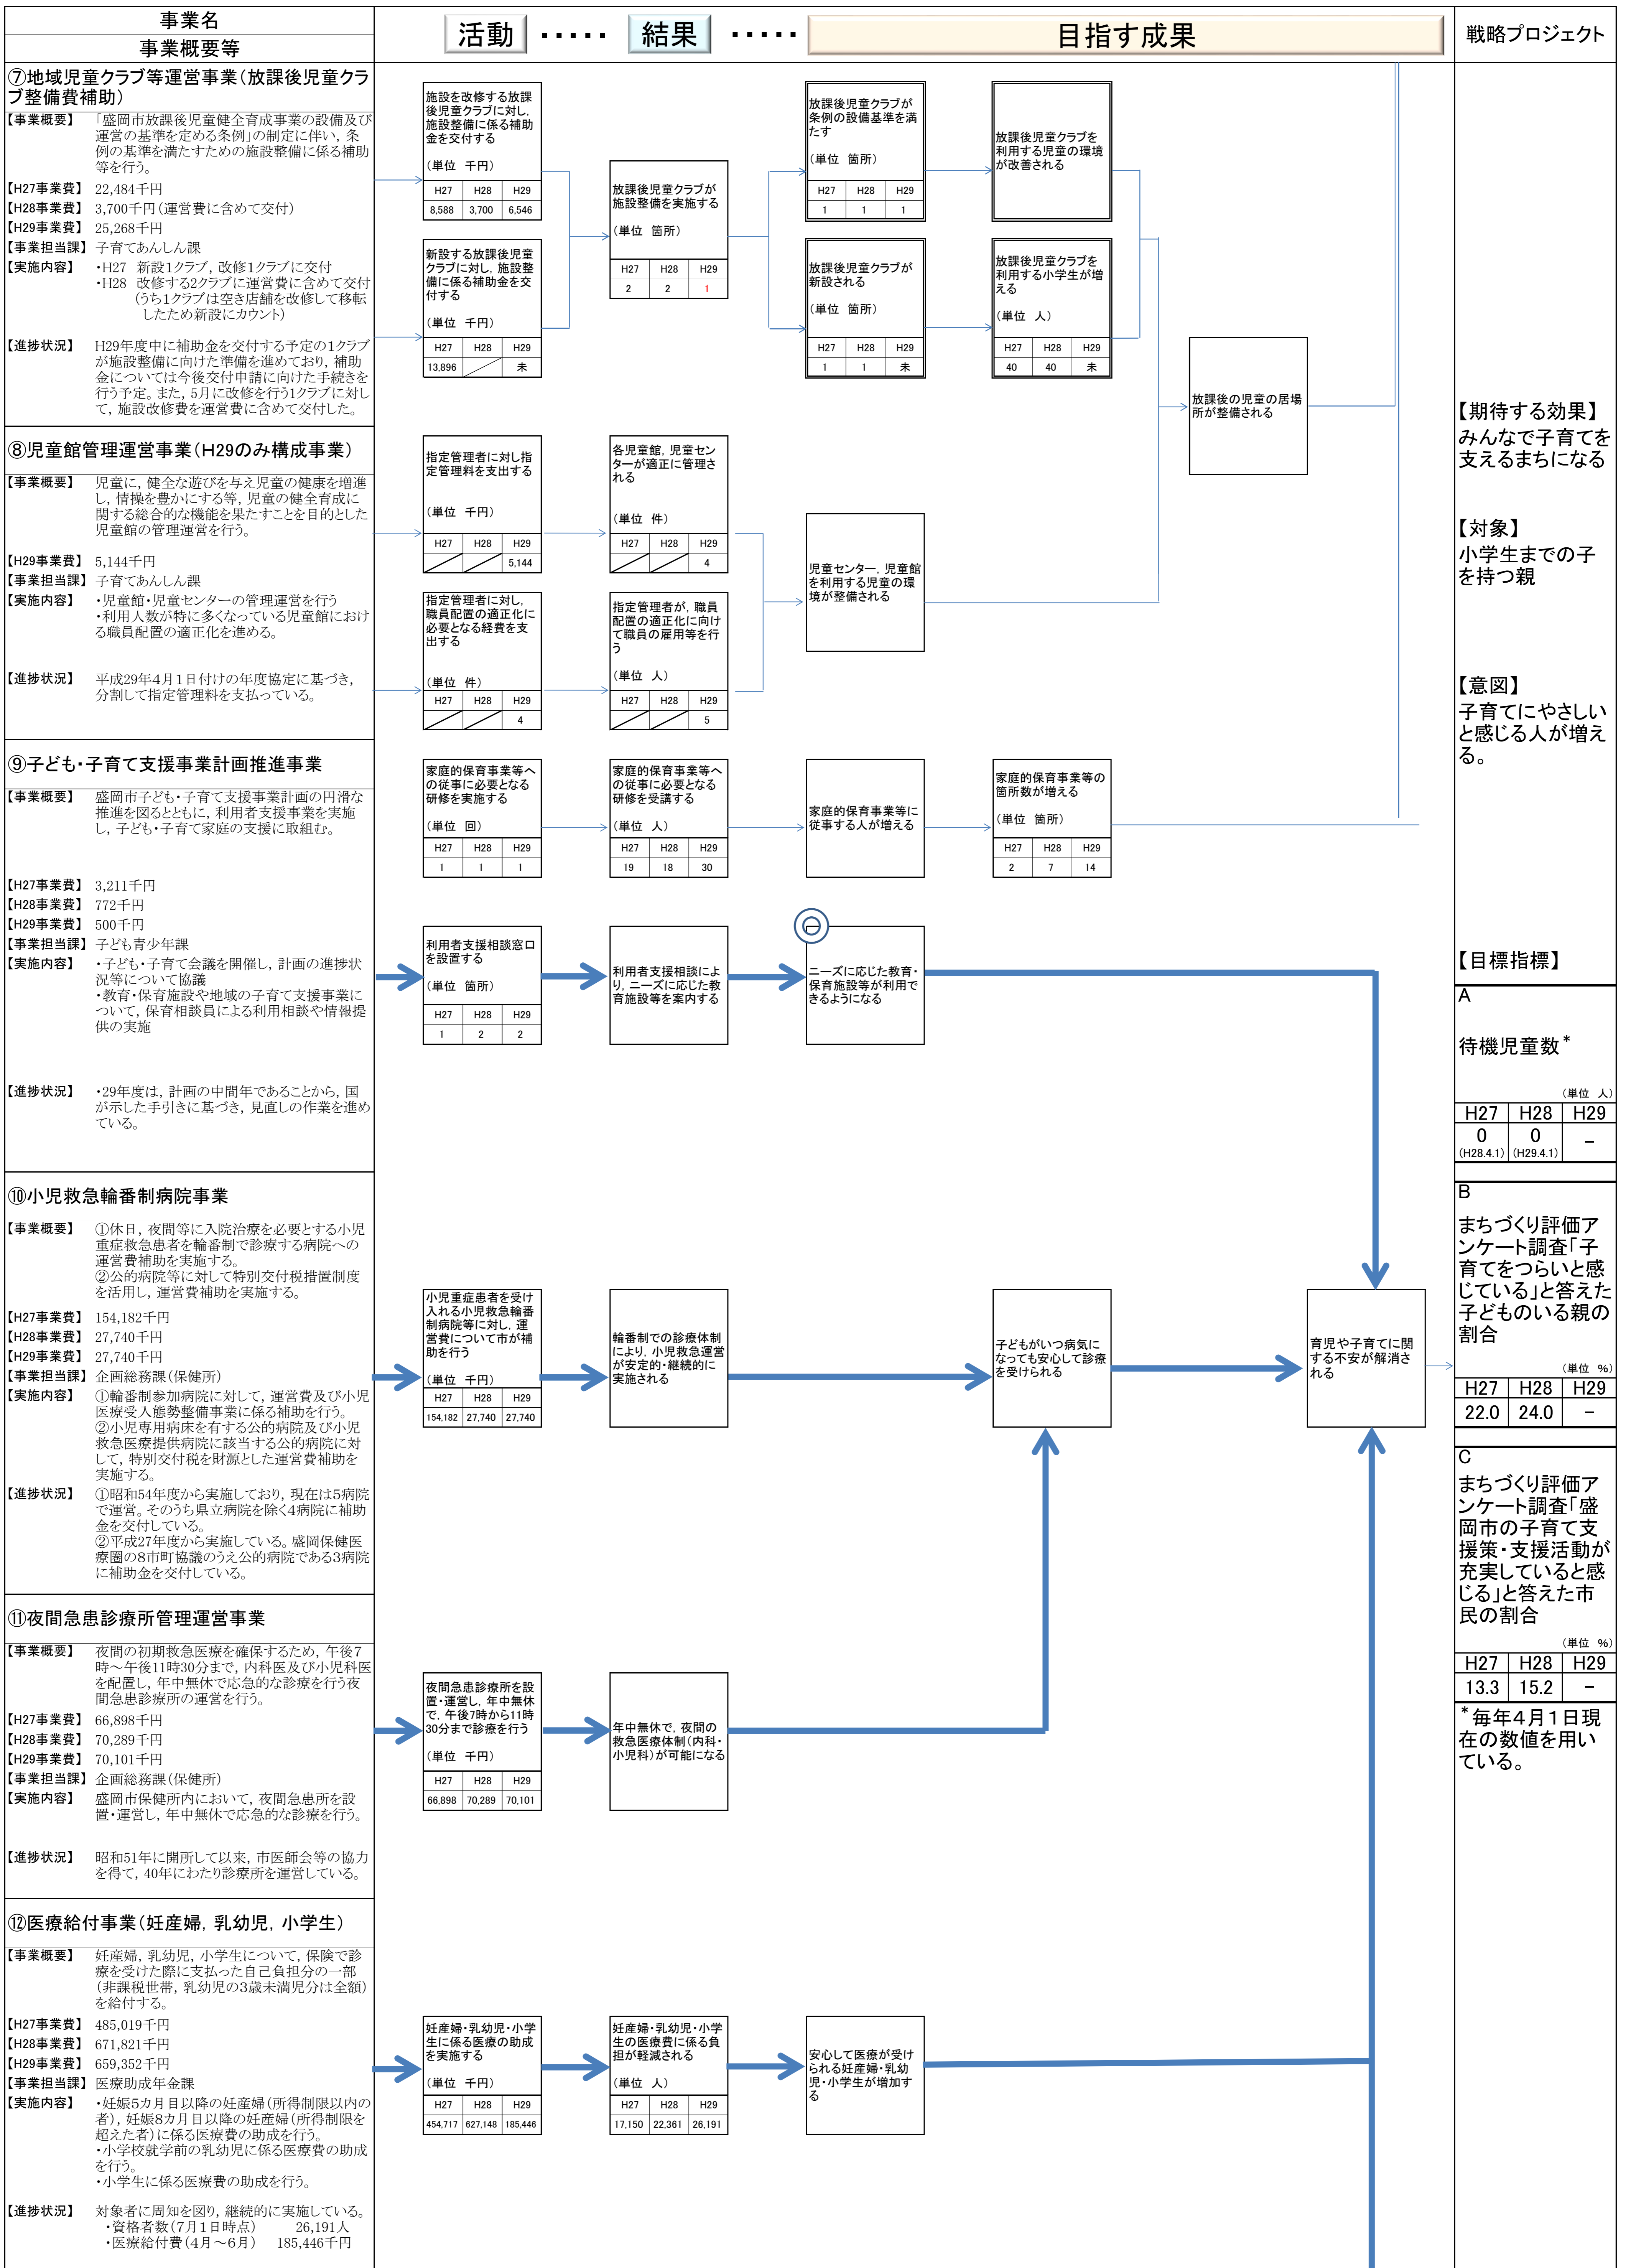 事業名
事業概要等
活動 ・・・・・ 結果 ・・・・・ 目指す成果
戦略プロジェクト
⑦地域児童クラブ等運営事業(放課後児童クラ
ブ整備費補助)
【事業概要】 「盛岡市放課後児童健全育成事業の設備及び
運営の基準を定める条例」の制定に伴い，条
例の基準を満たすための施設整備に係る補助
等を行う。
【H27事業費】 22,484千円
【H28事業費】 3,700千円(運営費に含めて交付)
【H29事業費】 25,268千円
【事業担当課】 子育てあんしん課
【実施内容】 ・H27 新設1クラブ，改修1クラブに交付
・H28 改修する2クラブに運営費に含めて交付
(うち1クラブは空き店舗を改修して移転
したため新設にカウント)
【進捗状況】 H29年度中に補助金を交付する予定の1クラブ
が施設整備に向けた準備を進めており，補助
金については今後交付申請に向けた手続きを
行う予定。また，5月に改修を行う1クラブに対し
て，施設改修費を運営費に含めて交付した。
施設を改修する放課
後児童クラブに対し，
施設整備に係る補助
金を交付する
(単位 千円)
H27 H28 H29
8,588 3,700 6,546
新設する放課後児童
クラブに対し，施設整
備に係る補助金を交
付する
(単位 千円)
H27 H28 H29
13,896 未
放課後児童クラブが
施設整備を実施する
(単位 箇所)
H27 H28 H29
2 2 1
放課後児童クラブが
条例の設備基準を満
たす
(単位 箇所)
H27 H28 H29
1 1 1
放課後児童クラブが
新設される
(単位 箇所)
H27 H28 H29
1 1 未
放課後児童クラブを
利用する児童の環境
が改善される
放課後児童クラブを
利用する小学生が増
える
(単位 人)
H27 H28 H29
40 40 未
放課後の児童の居場
所が整備される
⑧児童館管理運営事業(H29のみ構成事業)
【事業概要】 児童に，健全な遊びを与え児童の健康を増進
し，情操を豊かにする等，児童の健全育成に
関する総合的な機能を果たすことを目的とした
児童館の管理運営を行う。
【H29事業費】 5,144千円
【事業担当課】 子育てあんしん課
【実施内容】 ・児童館・児童センターの管理運営を行う
・利用人数が特に多くなっている児童館におけ
る職員配置の適正化を進める。
【進捗状況】 平成29年4月1日付けの年度協定に基づき，
分割して指定管理料を支払っている。
指定管理者に対し指
定管理料を支出する
(単位 千円)
H27 H28 H29
5,144
指定管理者に対し，
職員配置の適正化に
必要となる経費を支
出する
(単位 件)
H27 H28 H29
4
各児童館，児童セン
ターが適正に管理さ
れる
(単位 件)
H27 H28 H29
4
指定管理者が，職員
配置の適正化に向け
て職員の雇用等を行
う
(単位 人)
H27 H28 H29
5
児童センター，児童館
を利用する児童の環
境が整備される
⑨子ども・子育て支援事業計画推進事業
【事業概要】 盛岡市子ども・子育て支援事業計画の円滑な
推進を図るとともに，利用者支援事業を実施
し，子ども・子育て家庭の支援に取組む。
【H27事業費】 3,211千円
【H28事業費】 772千円
【H29事業費】 500千円
【事業担当課】 子ども青少年課
【実施内容】 ・子ども・子育て会議を開催し，計画の進捗状
況等について協議
・教育・保育施設や地域の子育て支援事業に
ついて，保育相談員による利用相談や情報提
供の実施
【進捗状況】 ・29年度は，計画の中間年であることから，国
が示した手引きに基づき，見直しの作業を進め
ている。
家庭的保育事業等へ
の従事に必要となる
研修を実施する
(単位 回)
H27 H28 H29
1 1 1
家庭的保育事業等へ
の従事に必要となる
研修を受講する
(単位 人)
H27 H28 H29
19 18 30
家庭的保育事業等に
従事する人が増える
家庭的保育事業等の
箇所数が増える
(単位 箇所)
H27 H28 H29
2 7 14
利用者支援相談窓口
を設置する
(単位 箇所)
H27 H28 H29
1 2 2
利用者支援相談によ
り，ニーズに応じた教
育施設等を案内する
ニーズに応じた教育・
保育施設等が利用で
きるようになる
⑩小児救急輪番制病院事業
【事業概要】 ①休日，夜間等に入院治療を必要とする小児
重症救急患者を輪番制で診療する病院への
運営費補助を実施する。
②公的病院等に対して特別交付税措置制度
を活用し，運営費補助を実施する。
【H27事業費】 154,182千円
【H28事業費】 27,740千円
【H29事業費】 27,740千円
【事業担当課】 企画総務課(保健所)
【実施内容】 ①輪番制参加病院に対して，運営費及び小児
医療受入態勢整備事業に係る補助を行う。
②小児専用病床を有する公的病院及び小児
救急医療提供病院に該当する公的病院に対
して，特別交付税を財源とした運営費補助を
実施する。
【進捗状況】 ①昭和54年度から実施しており，現在は5病院
で運営。そのうち県立病院を除く4病院に補助
金を交付している。
②平成27年度から実施している。盛岡保健医
療圏の8市町協議のうえ公的病院である3病院
に補助金を交付している。
小児重症患者を受け
入れる小児救急輪番
制病院等に対し，運
営費について市が補
助を行う
(単位 千円)
H27 H28 H29
154,182 27,740 27,740
輪番制での診療体制
により，小児救急運営
が安定的・継続的に
実施される
子どもがいつ病気に
なっても安心して診療
を受けられる
育児や子育てに関
する不安が解消さ
れる
⑪夜間急患診療所管理運営事業
【事業概要】 夜間の初期救急医療を確保するため，午後7
時～午後11時30分まで，内科医及び小児科医
を配置し，年中無休で応急的な診療を行う夜
間急患診療所の運営を行う。
【H27事業費】 66,898千円
【H28事業費】 70,289千円
【H29事業費】 70,101千円
【事業担当課】 企画総務課(保健所)
【実施内容】 盛岡市保健所内において，夜間急患所を設
置・運営し，年中無休で応急的な診療を行う。
【進捗状況】 昭和51年に開所して以来，市医師会等の協力
を得て，40年にわたり診療所を運営している。
夜間急患診療所を設
置・運営し，年中無休
で，午後7時から11時
30分まで診療を行う
(単位 千円)
H27 H28 H29
66,898 70,289 70,101
年中無休で，夜間の
救急医療体制(内科・
小児科)が可能になる
⑫医療給付事業(妊産婦，乳幼児，小学生)
【事業概要】 妊産婦，乳幼児，小学生について，保険で診
療を受けた際に支払った自己負担分の一部
(非課税世帯，乳幼児の3歳未満児分は全額)
を給付する。
【H27事業費】 485,019千円
【H28事業費】 671,821千円
【H29事業費】 659,352千円
【事業担当課】 医療助成年金課
【実施内容】 ・妊娠5カ月目以降の妊産婦(所得制限以内の
者)，妊娠8カ月目以降の妊産婦(所得制限を
超えた者)に係る医療費の助成を行う。
・小学校就学前の乳幼児に係る医療費の助成
を行う。
・小学生に係る医療費の助成を行う。
【進捗状況】 対象者に周知を図り，継続的に実施している。
・資格者数(7月1日時点) 26,191人
・医療給付費(4月～6月) 185,446千円
妊産婦・乳幼児・小学
生に係る医療の助成
を実施する
(単位 千円)
H27 H28 H29
454,717 627,148 185,446
妊産婦・乳幼児・小学
生の医療費に係る負
担が軽減される
(単位 人)
H27 H28 H29
17,150 22,361 26,191
安心して医療が受け
られる妊産婦・乳幼
児・小学生が増加す
る
【期待する効果】
みんなで子育てを
支えるまちになる
【対象】
小学生までの子
を持つ親
【意図】
子育てにやさしい
と感じる人が増え
る。
【目標指標】
A
待機児童数*
(単位 人)
H27 H28 H29
0 0 －
(H28.4.1) (H29.4.1)
B
まちづくり評価ア
ンケート調査「子
育てをつらいと感
じている」と答えた
子どものいる親の
割合
(単位 %)
H27 H28 H29
22.0 24.0 －
C
まちづくり評価ア
ンケート調査「盛
岡市の子育て支
援策・支援活動が
充実していると感
じる」と答えた市
民の割合
(単位 %)
H27 H28 H29
13.3 15.2 －
*毎年4月1日現
在の数値を用い
ている。